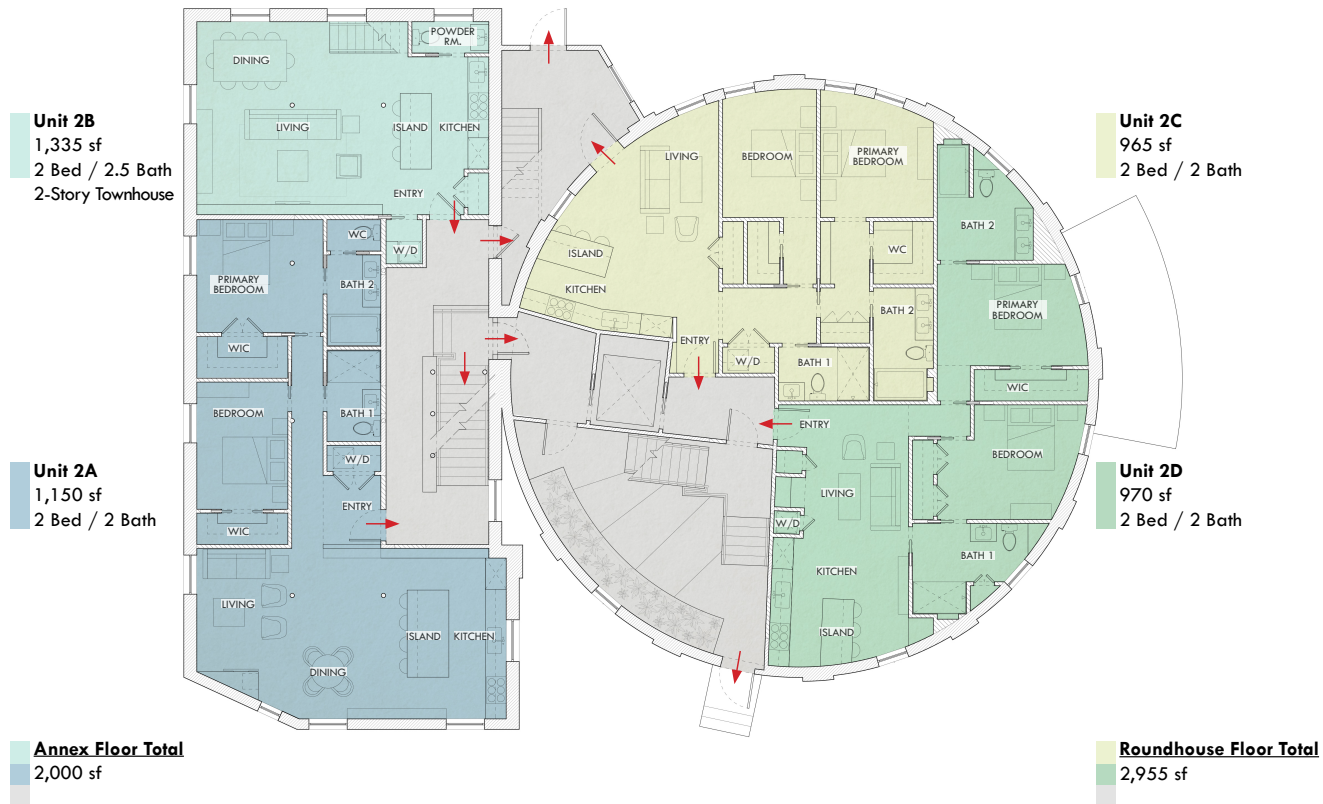 Unit 2B
1,335 sf
2 Bed / 2.5 Bath
2-Story Townhouse
Unit 2A
1,150 sf
2 Bed / 2 Bath
Annex Floor Total
2,000 sf
DINING
POWDER
RM.
LIVING
ISLAND
KITCHEN
ENTRY
W/D
WC
PRIMARY
BEDROOM
BATH 2
WIC
BEDROOM
BATH 1
W/D
WIC
ENTRY
LIVING
ISLAND
KITCHEN
DINING
LIVING
BEDROOM
PRIMARY
BEDROOM
ISLAND
KITCHEN
WC
BATH 2
ENTRY
W/D
BATH 1
BATH 2
PRIMARY
BEDROOM
WIC
ENTRY
BEDROOM
LIVING
W/D
BATH 1
KITCHEN
ISLAND
Unit 2C
965 sf
2 Bed / 2 Bath
Unit 2D
970 sf
2 Bed / 2 Bath
Roundhouse Floor Total
2,955 sf